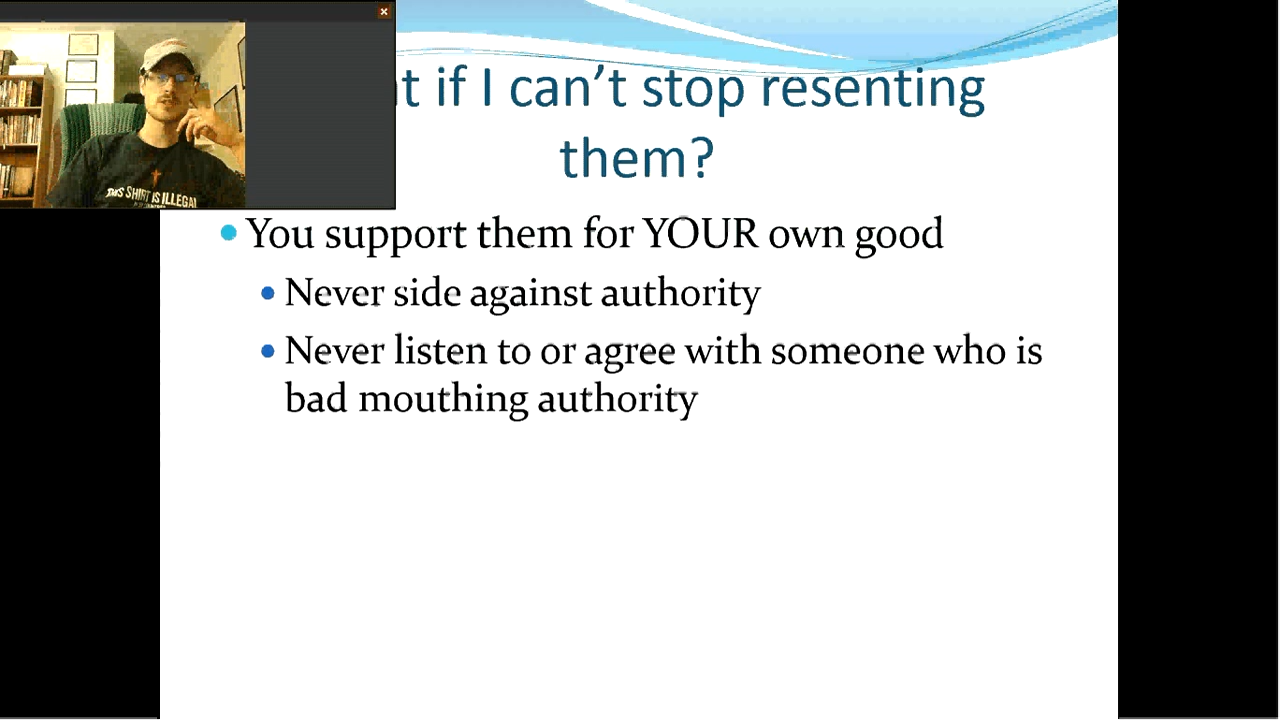 t if I can't stop resenting
them?
THIS SHIRT IS ILLEGAL
• You support them for YOUR own good
• Never side against authority
• Never listen to or agree with someone who is
bad mouthing authority